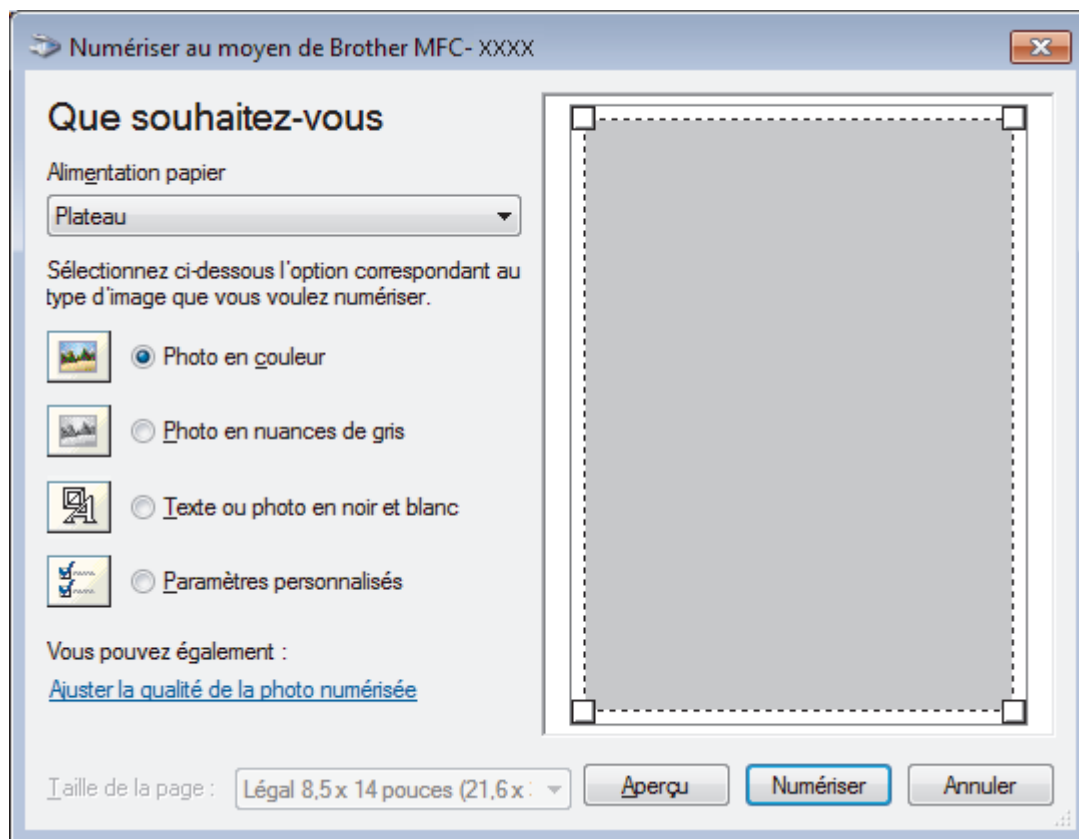 Numériser au moyen de Brother MFC- XXXX
Que souhaitez-vous
Alimentation papier
Plateau
Sélectionnez ci-dessous l'option correspondant au
type d'image que vous voulez numériser.
Photo en couleur
Photo en nuances de gris
Texte ou photo en noir et blanc
Paramètres personnalisés
Vous pouvez également :
Ajuster la qualité de la photo numérisée
Taille de la page : Légal 8,5 x 14 pouces (21,6 x
Aperçu
Numériser
Annuler